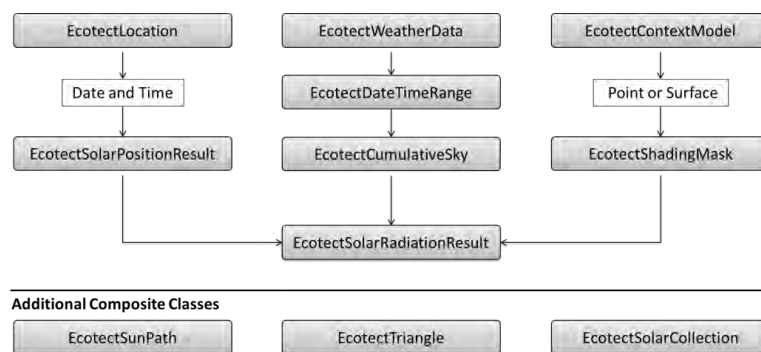 EcotectLocation
EcotectWeatherData
EcotectContextModel
Date and Time
EcotectDateTimeRange
Point or Surface
EcotectSolarPositionResult
EcotectCumulativeSky
EcotectShadingMask
EcotectSolarRadiationResult
Additional Composite Classes
EcotectSunPath
EcotectTriangle
EcotectSolarCollection